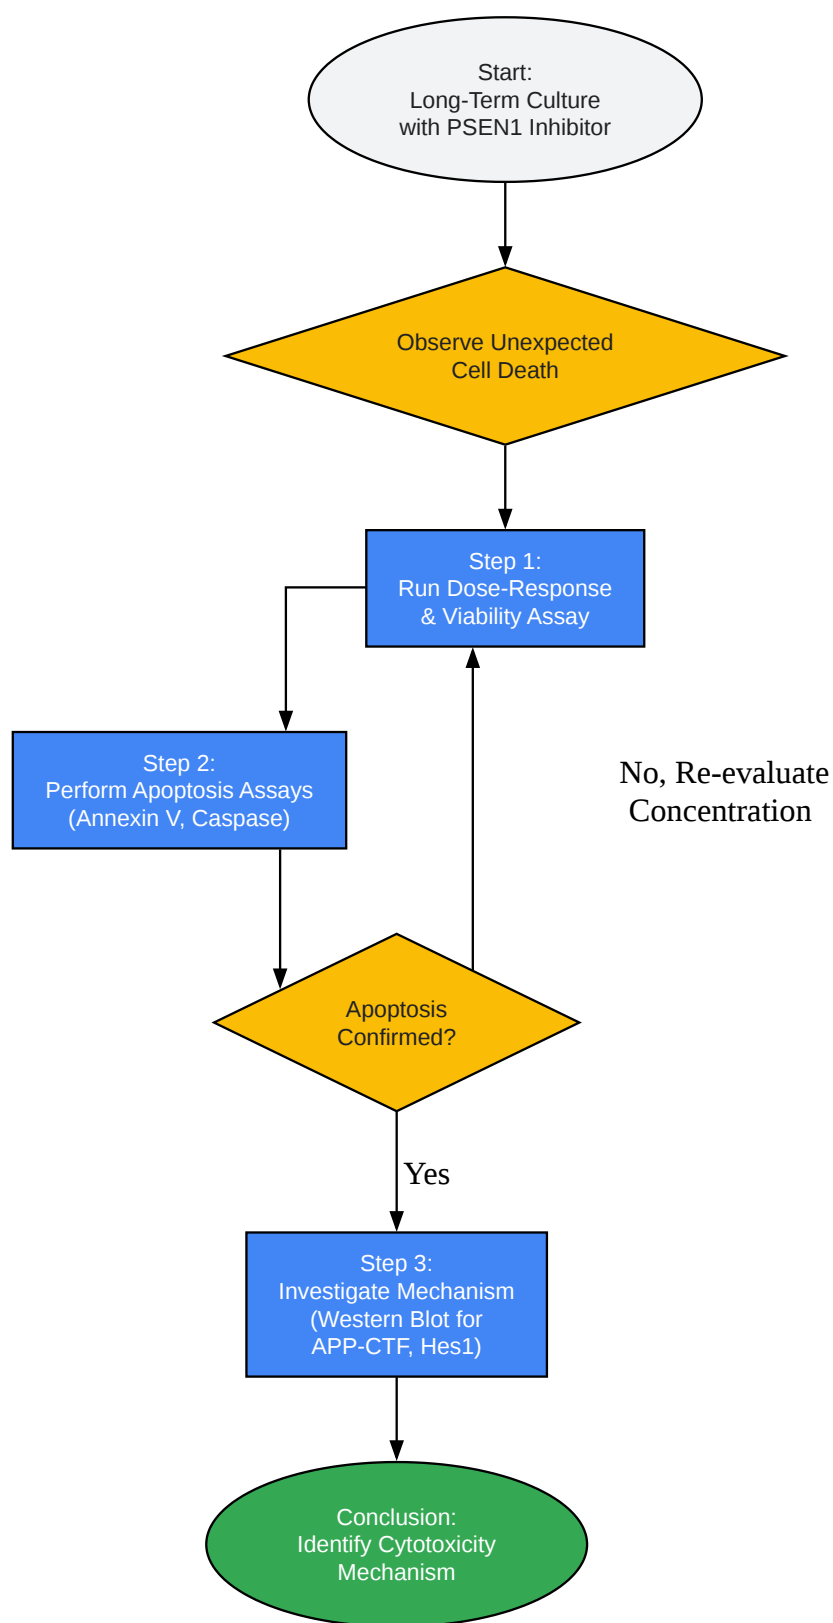 Start:
Long-Term Culture
with PSEN1 Inhibitor
Observe Unexpected
Cell Death
Step 1:
Run Dose-Response
& Viability Assay
Step 2:
Perform Apoptosis Assays
(Annexin V, Caspase)
No, Re-evaluate
Concentration
Apoptosis
Confirmed?
Yes
Step 3:
Investigate Mechanism
(Western Blot for
APP-CTF, Hes1)
Conclusion:
Identify Cytotoxicity
Mechanism